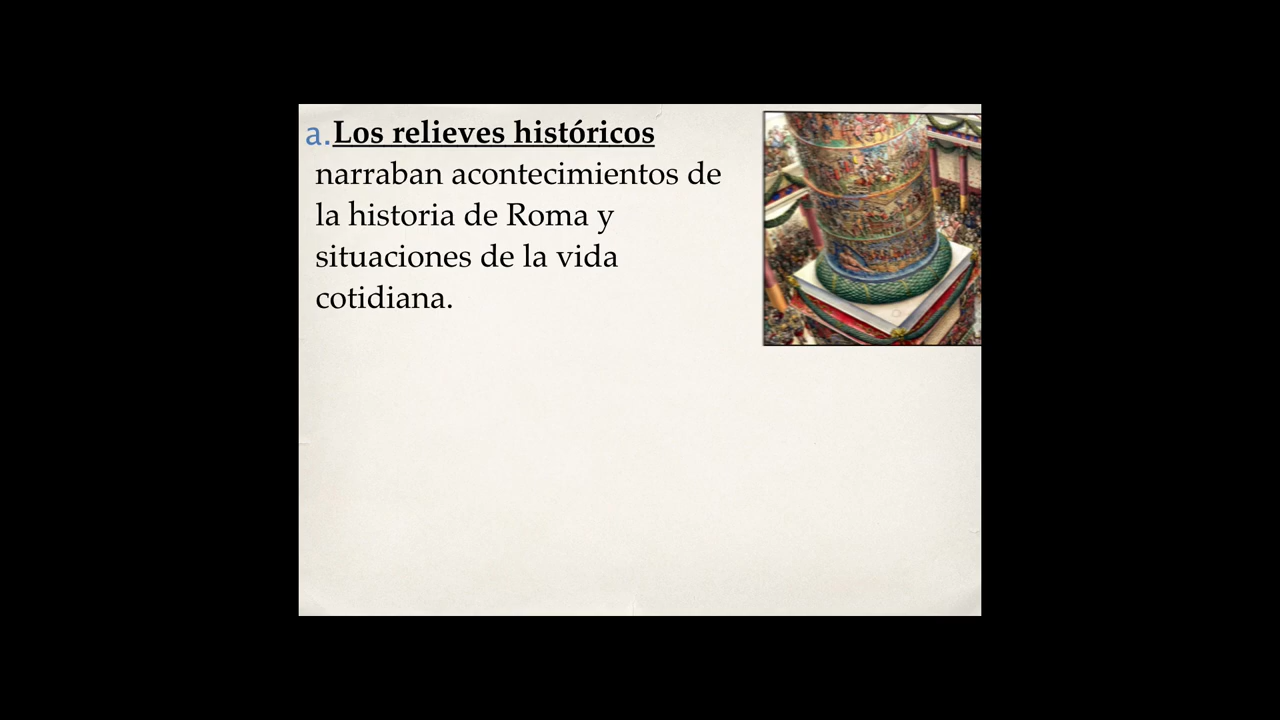 a. Los relieves históricos
narraban acontecimientos de
la historia de Roma y
situaciones de la vida
cotidiana.